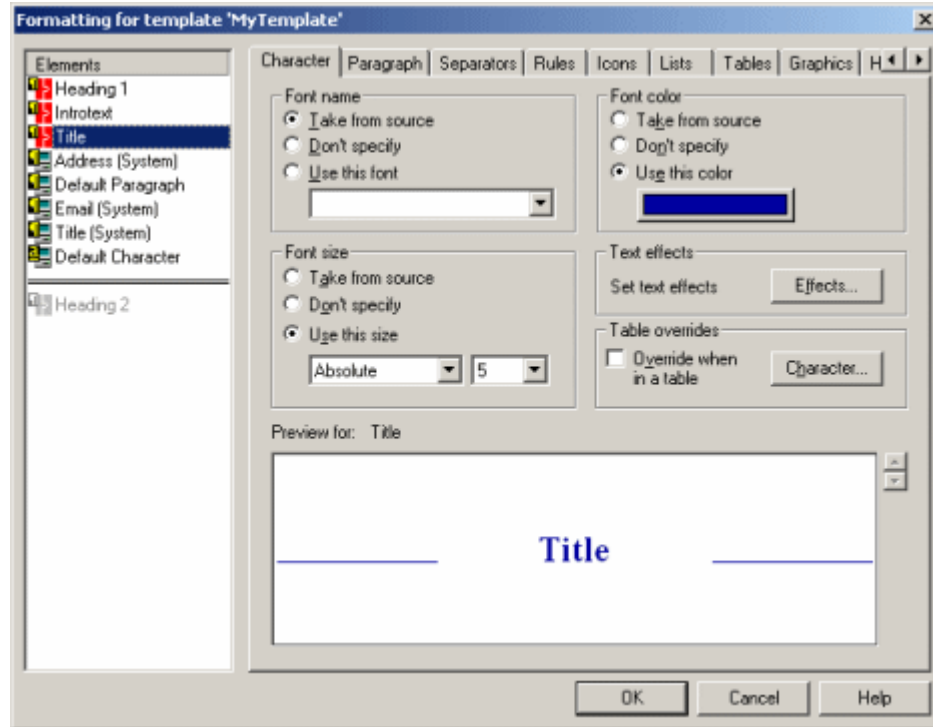 Formatting for template 'MyTemplate'
Elements
Heading 1
Introtext
Title
Address (System)
Default Paragraph
Email (System)
Title (System)
Default Character
Heading 2
Character Paragraph Separators Rules Icons Lists Tables Graphics H
Font name
Take from source
Don't specify
Use this font
Font color
Take from source
Don't specify
Use this color
Font size
Take from source
Don't specify
Use this size
Absolute 5
Text effects
Set text effects Effects...
Table overrides
Override when
in a table
Character...
Preview for: Title
Title
OK Cancel Help